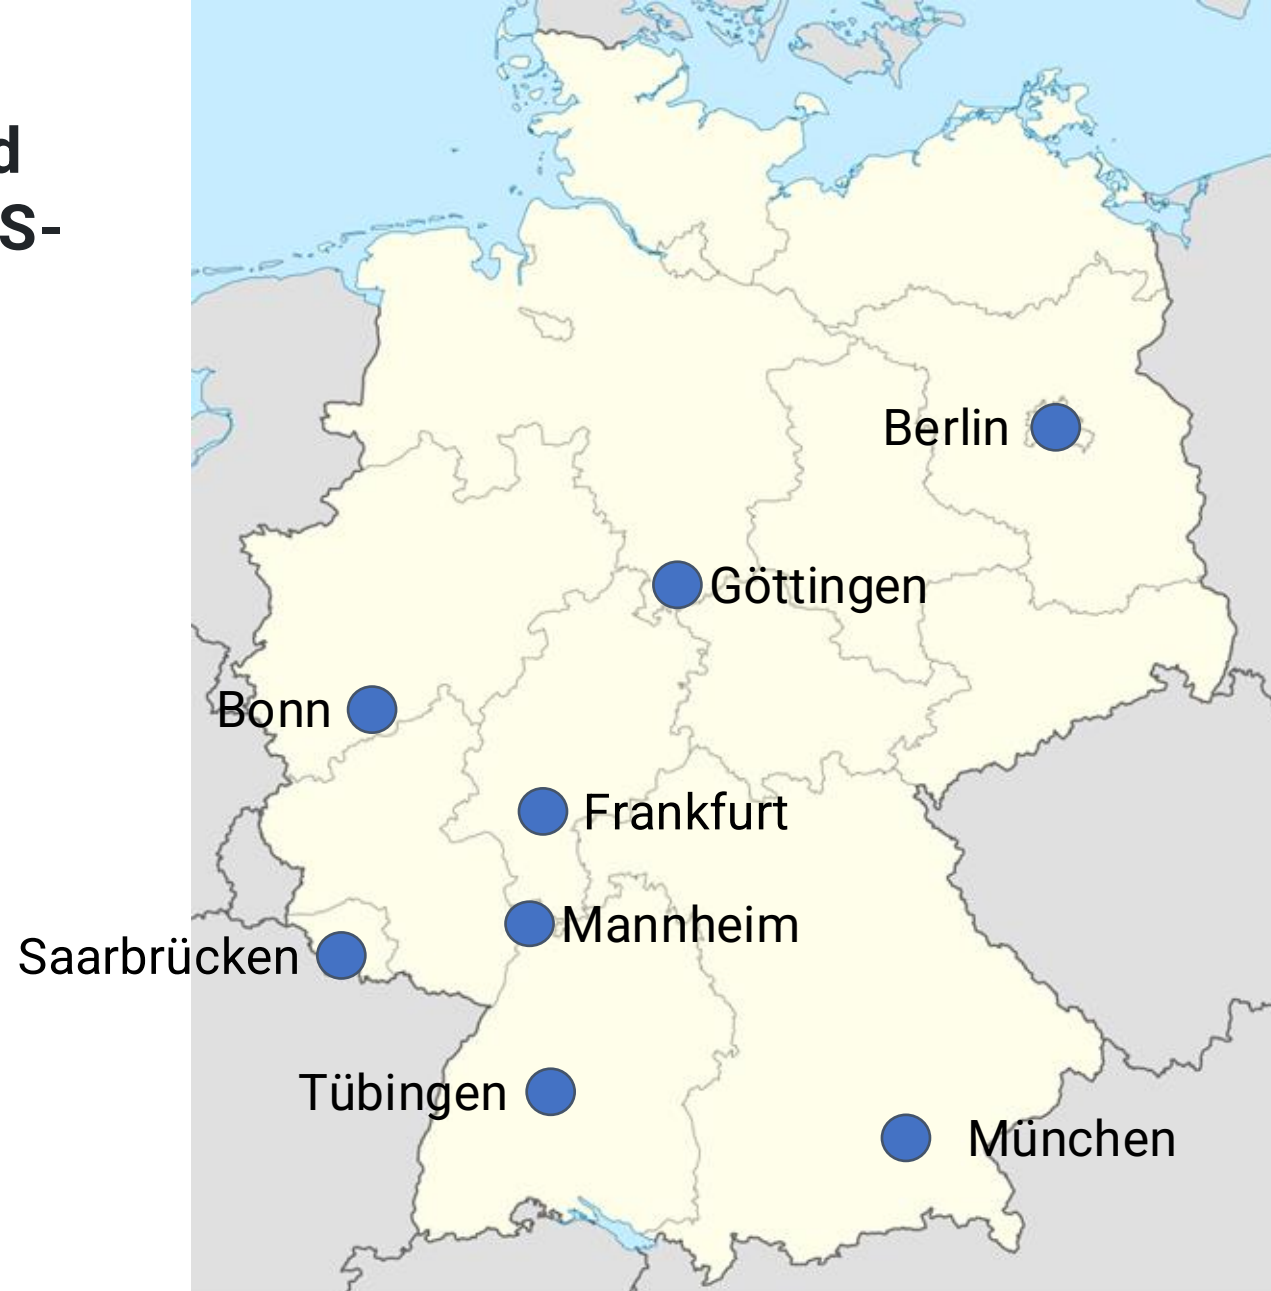 d
S-
Berlin
Göttingen
Bonn
Frankfurt
Mannheim
Saarbrücken
Tübingen
München